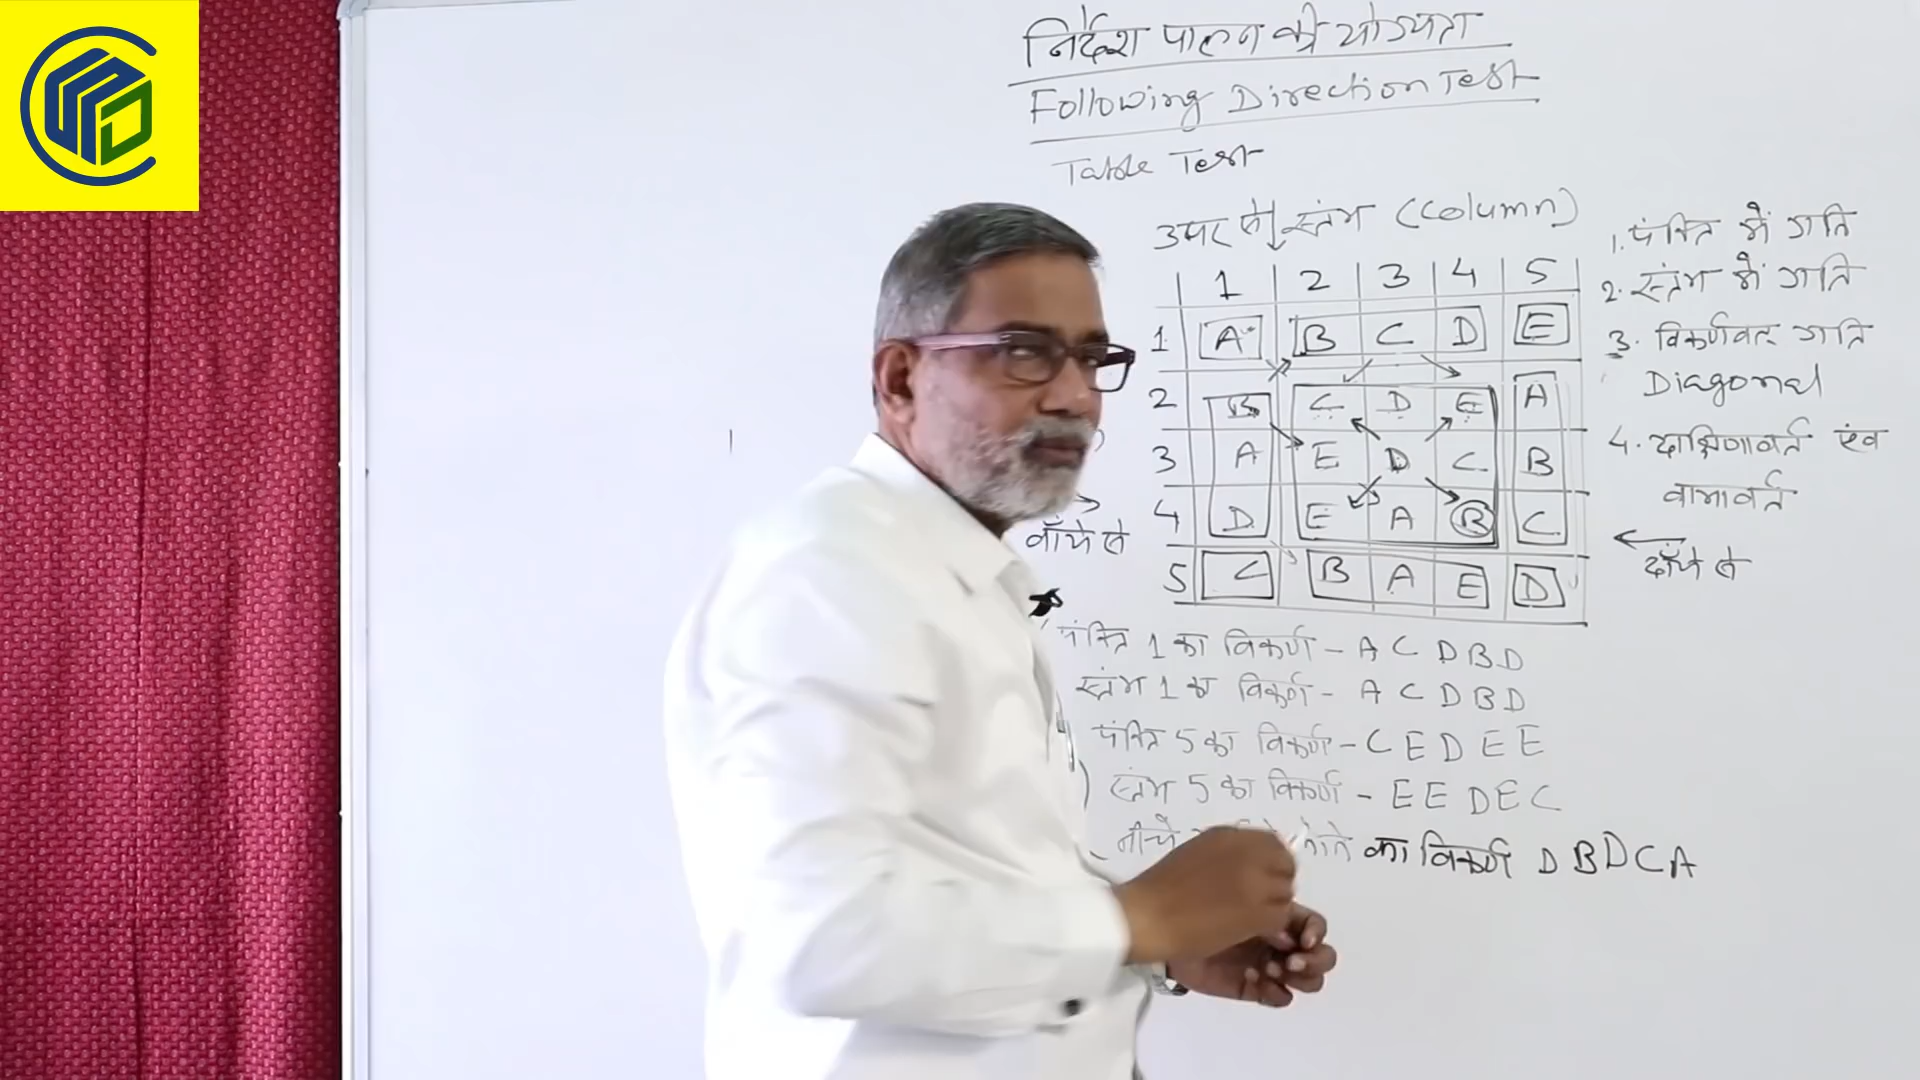 निर्देश पालन की योग्यता
Following Direction Test
Table Test
उपर से ↓ स्तंभ (Column)
1 2 3 4 5
1 A B C D E
2 B C D E A
3 A E D C B
4 D E A B C
5 C B A E D
बाँये से
दाँये से
1. पंक्ति में गति
2. स्तंभ में गति
3. विकर्णवत गति
Diagonal
4. दक्षिणावर्त एंव
वामावर्त
पंक्ति 1 का विकर्ण - A C D B D
स्तंभ 1 का विकर्ण - A C D B D
पंक्ति 5 का विकर्ण - C E D E E
स्तंभ 5 का विकर्ण - E E D E C
नीचे का विकर्ण D B D C A